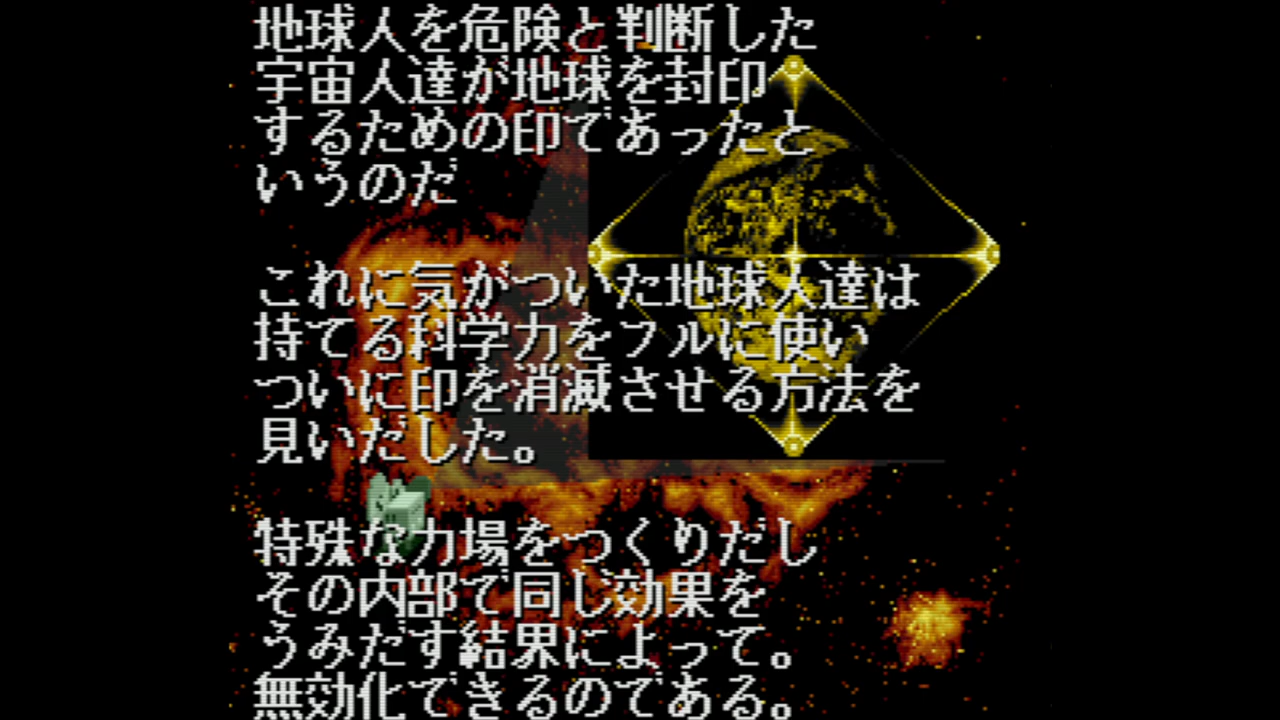 地球人を危険と判断した
宇宙人達が地球を封印
するための印であったと
いうのだ
これに気がついた地球人達は
持てる科学力をフルに使い
ついに印を消滅させる方法を
見いだした。
特殊な力場をつくりだし
その内部で同じ効果を
うみだす結界によって。
無効化できるのである。